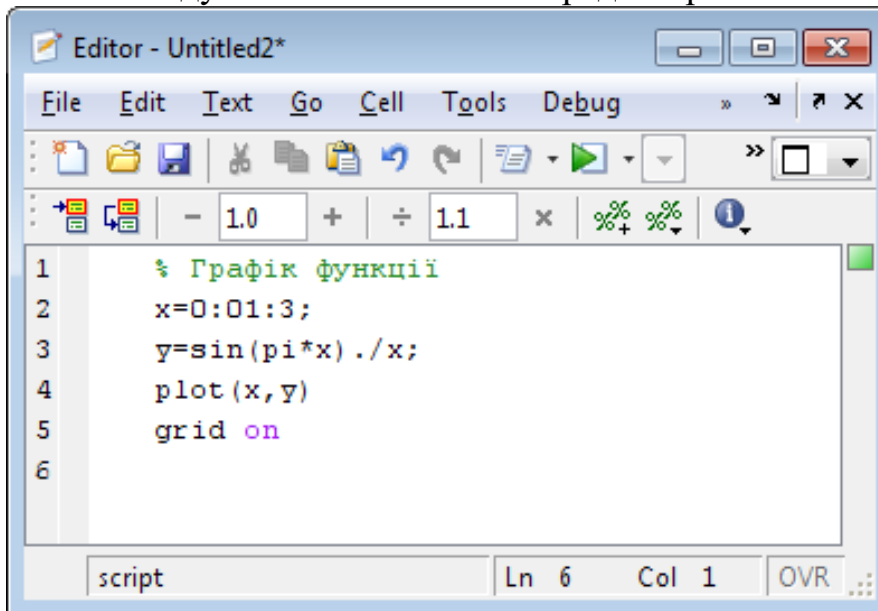 Editor - Untitled2*
File Edit Text Go Cell Tools Debug »
»
- 1.0 + ÷ 1.1 ×
1 % Графік функції
2 x=0:01:3;
3 y=sin(pi*x)./x;
4 plot(x,y)
5 grid on
6
script Ln 6 Col 1 OVR